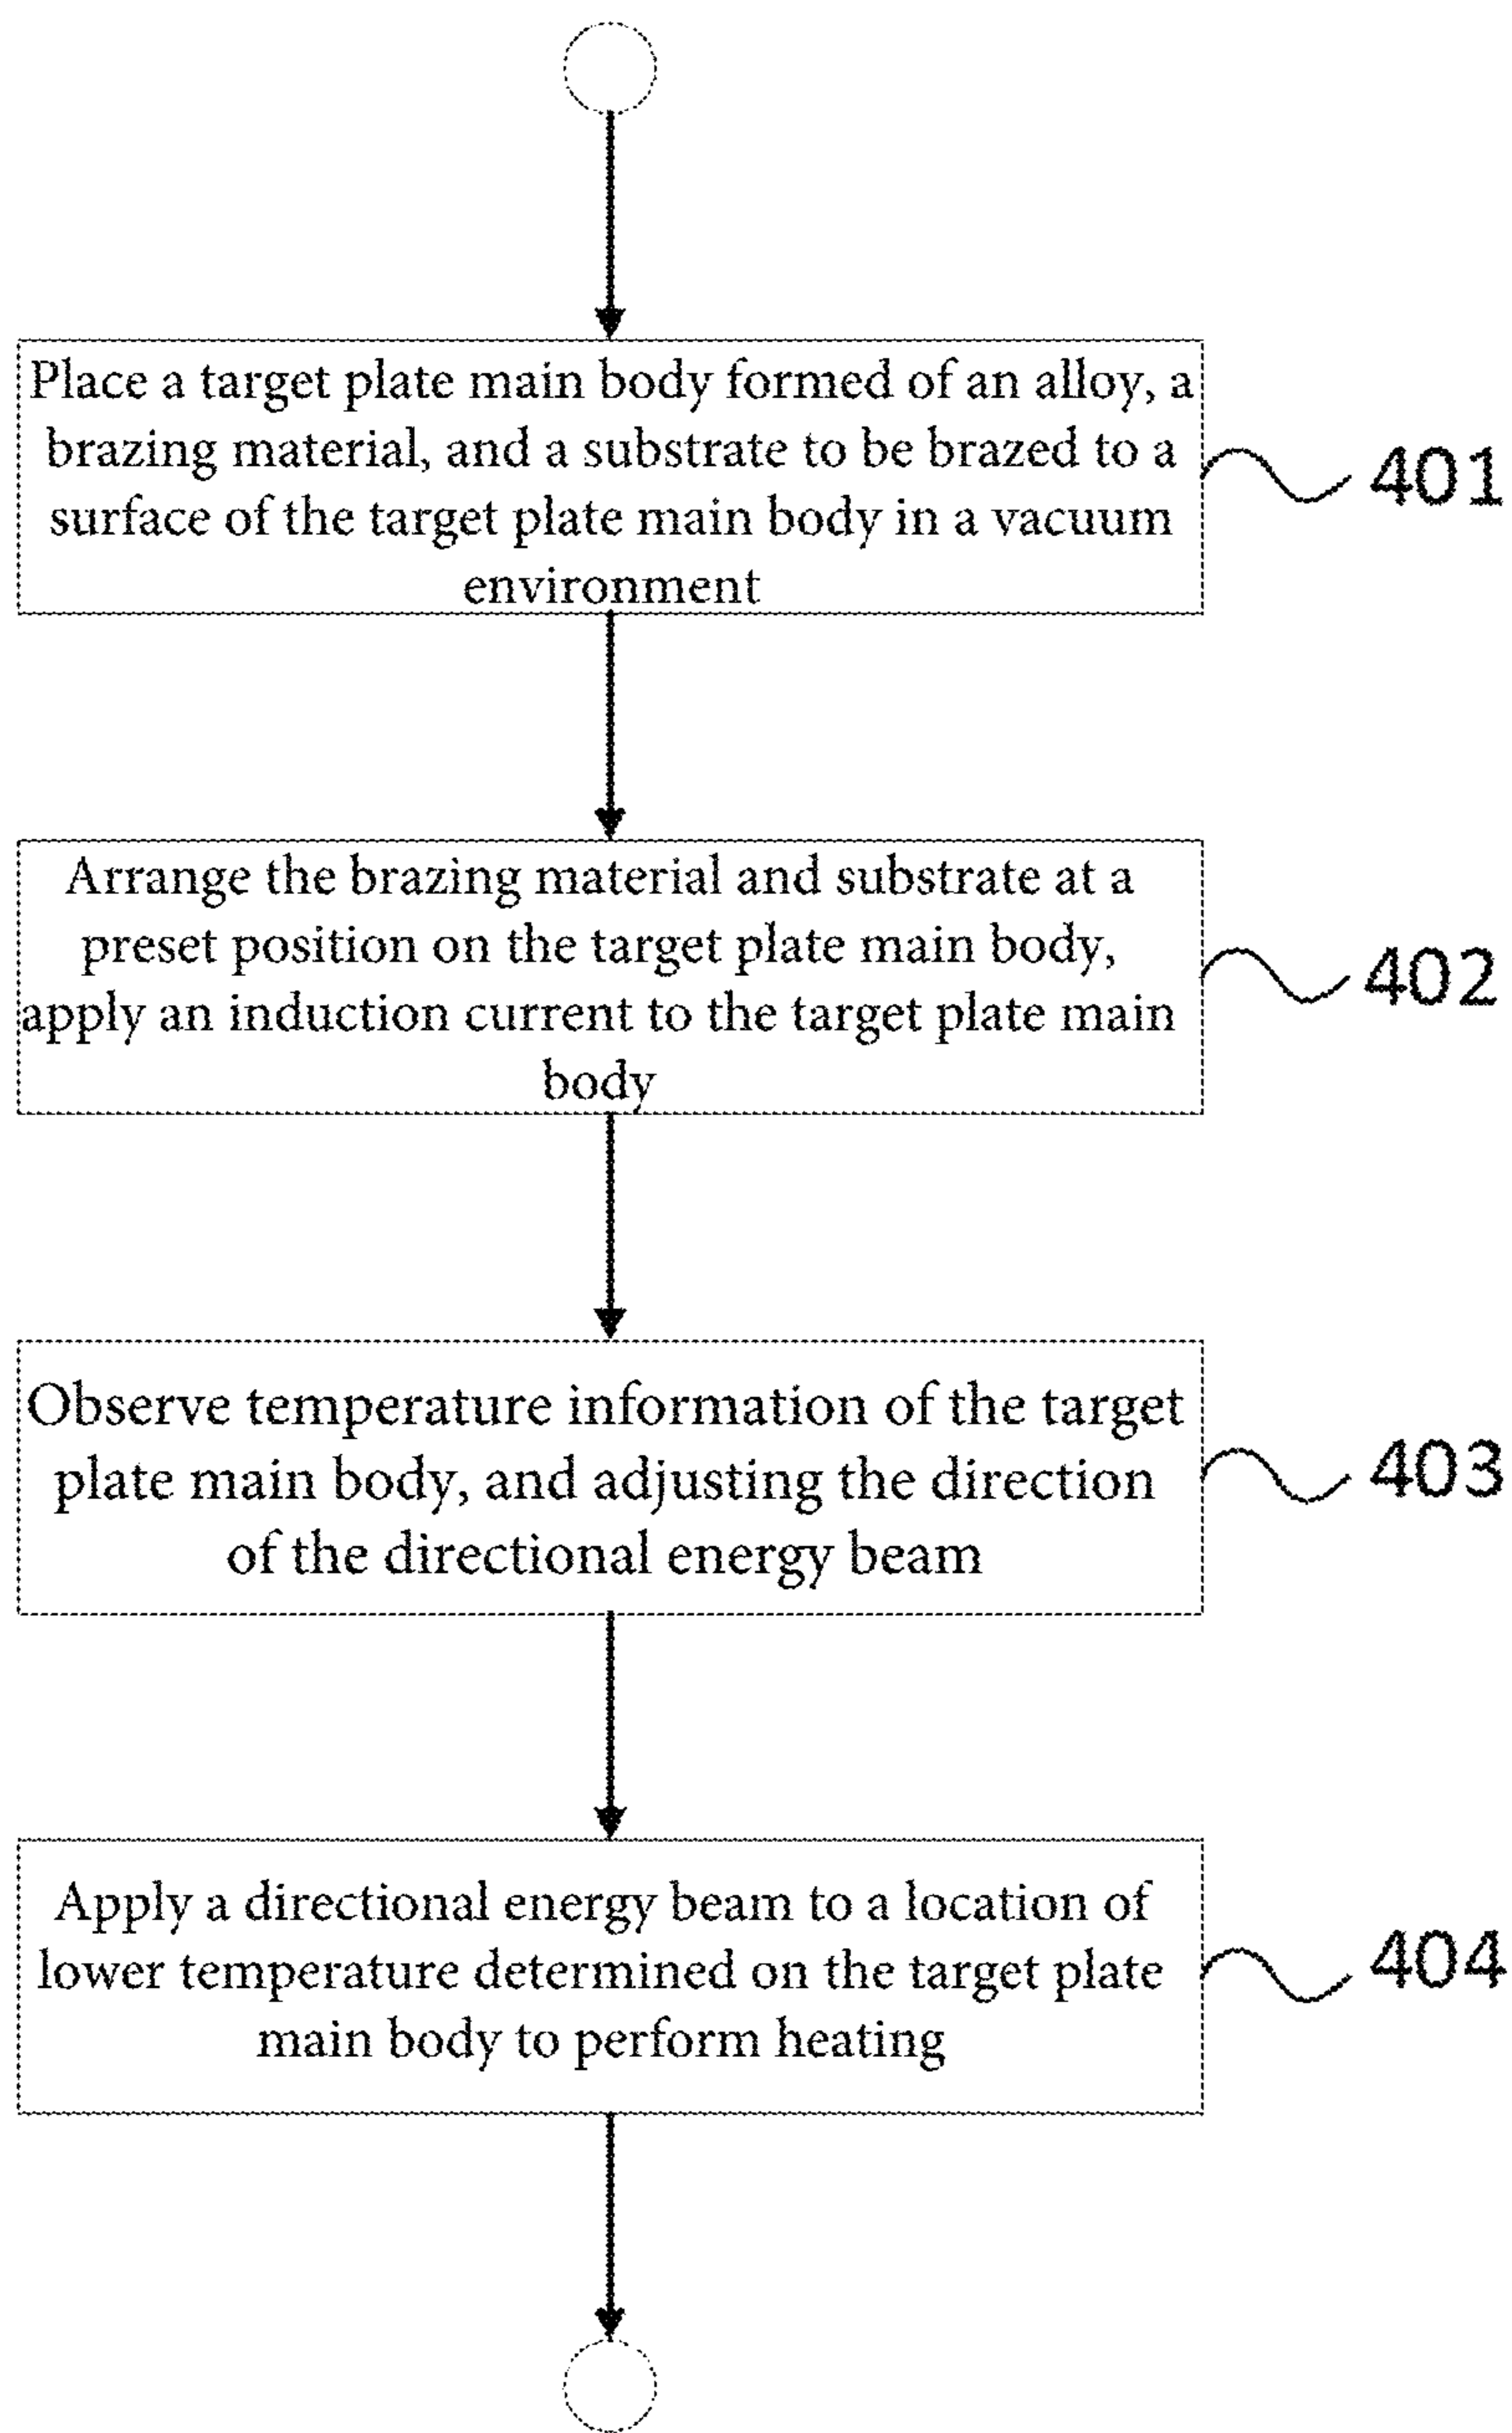 Place a target plate main body formed of an alloy, a
brazing material, and a substrate to be brazed to a
surface of the target plate main body in a vacuum
environment
401
Arrange the brazing material and substrate at a
preset position on the target plate main body,
apply an induction current to the target plate main
body
402
Observe temperature information of the target
plate main body, and adjusting the direction
of the directional energy beam
403
Apply a directional energy beam to a location of
lower temperature determined on the target plate
main body to perform heating
404